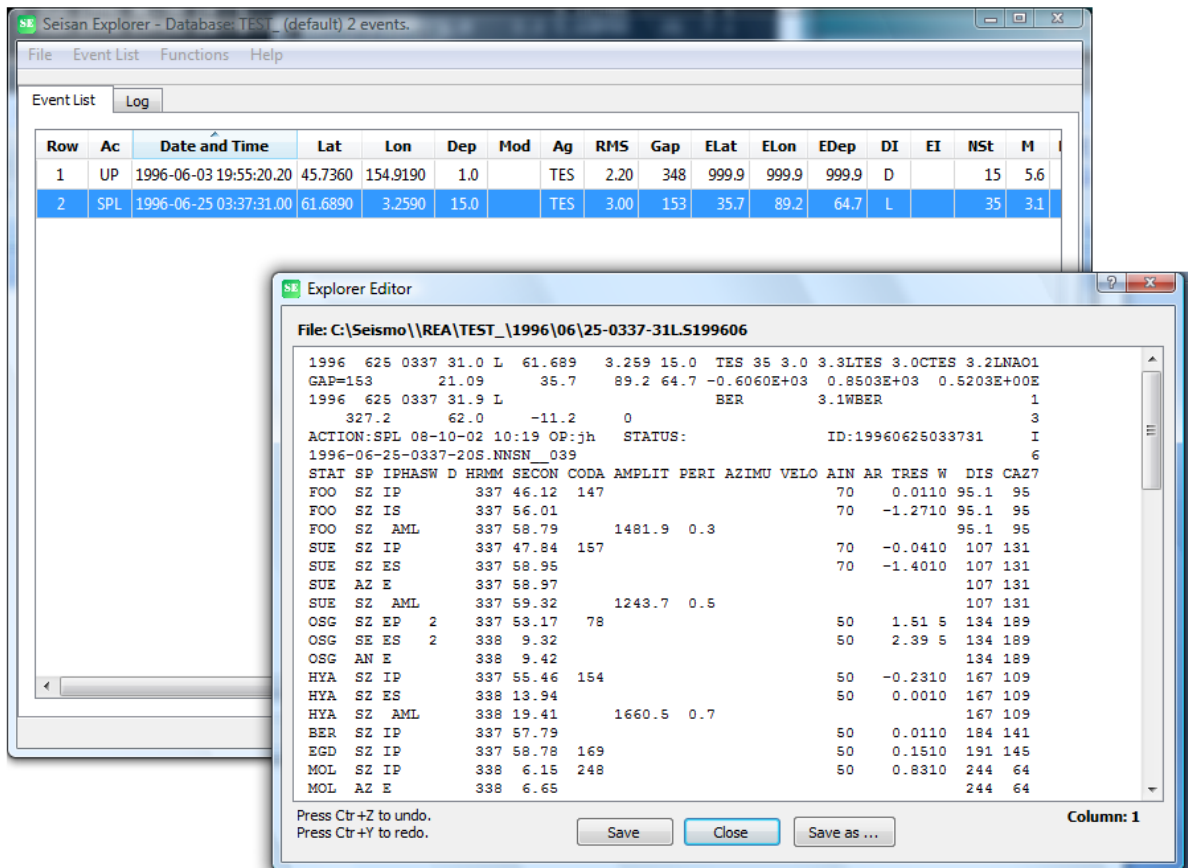 SE Seisan Explorer - Database: TEST_ (default) 2 events.
File Event List Functions Help
Event List Log
Row Ac Date and Time Lat Lon Dep Mod Ag RMS Gap ELat ELon EDep DI EI NSt M
1 UP 1996-06-03 19:55:20.20 45.7360 154.9190 1.0 TES 2.20 348 999.9 999.9 999.9 D 15 5.6
2 SPL 1996-06-25 03:37:31.00 61.6890 3.2590 15.0 TES 3.00 153 35.7 89.2 64.7 L 35 3.1
SE Explorer Editor
File: C:\Seismo\\REA\TEST_\1996\06\25-0337-31L.S199606
1996  625 0337 31.0 L  61.689   3.259 15.0  TES 35 3.0 3.3LTES 3.0CTES 3.2LNAO1
GAP=153       21.09      35.7    89.2 64.7 -0.6060E+03  0.8503E+03  0.5203E+00E
1996  625 0337 31.9 L                         BER         3.1WBER               1
327.2      62.0     -11.2     0                                             3
ACTION:SPL 08-10-02 10:19 OP:jh   STATUS:               ID:19960625033731     I
1996-06-25-0337-20S.NNSN__039                                                 6
STAT SP IPHASW D HRMM SECON CODA AMPLIT PERI AZIMU VELO AIN AR TRES W  DIS CAZ7
FOO  SZ IP        337 46.12  147                         70    0.0110 95.1  95
FOO  SZ IS        337 56.01                              70   -1.2710 95.1  95
FOO  SZ  AML      337 58.79      1481.9  0.3                          95.1  95
SUE  SZ IP        337 47.84  157                         70   -0.0410  107 131
SUE  SZ ES        337 58.95                              70   -1.4010  107 131
SUE  AZ E         337 58.97                                            107 131
SUE  SZ  AML      337 59.32      1243.7  0.5                           107 131
OSG  SZ EP   2    337 53.17   78                         50    1.51 5  134 189
OSG  SE ES   2    338  9.32                              50    2.39 5  134 189
OSG  AN E         338  9.42                                            134 189
HYA  SZ IP        337 55.46  154                         50   -0.2310  167 109
HYA  SZ ES        338 13.94                              50    0.0010  167 109
HYA  SZ  AML      338 19.41      1660.5  0.7                           167 109
BER  SZ IP        337 57.79                              50    0.0110  184 141
EGD  SZ IP        337 58.78  169                         50    0.1510  191 145
MOL  SZ IP        338  6.15  248                         50    0.8310  244  64
MOL  AZ E         338  6.65                                            244  64
Press Ctr+Z to undo.
Press Ctr+Y to redo.
Save Close Save as ...
Column: 1